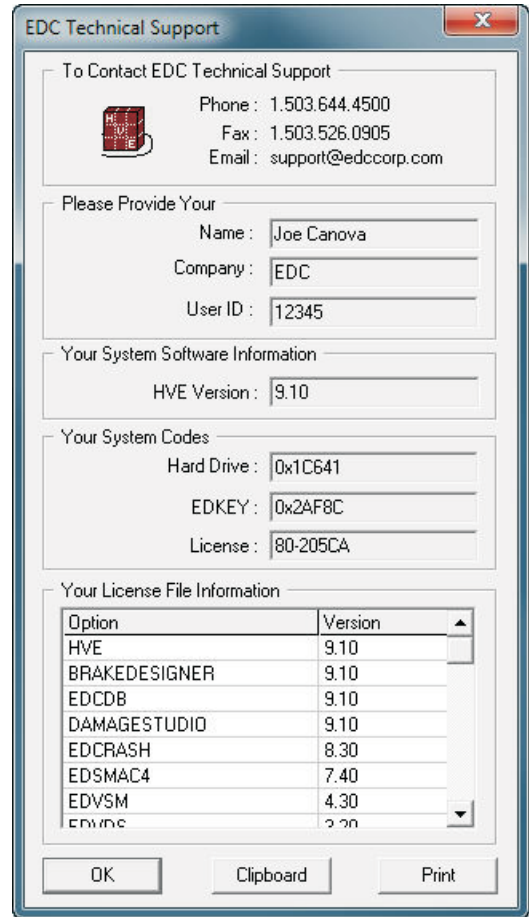 EDC Technical Support
To Contact EDC Technical Support
H V E
Phone : 1.503.644.4500
Fax : 1.503.526.0905
Email : support@edccorp.com
Please Provide Your
Name : Joe Canova
Company : EDC
User ID : 12345
Your System Software Information
HVE Version : 9.10
Your System Codes
Hard Drive : 0x1C641
EDKEY : 0x2AF8C
License : 80-205CA
Your License File Information
Option Version
HVE 9.10
BRAKEDESIGNER 9.10
EDCDB 9.10
DAMAGESTUDIO 9.10
EDCRASH 8.30
EDSMAC4 7.40
EDVSM 4.30
EDVDS 3.20
OK Clipboard Print